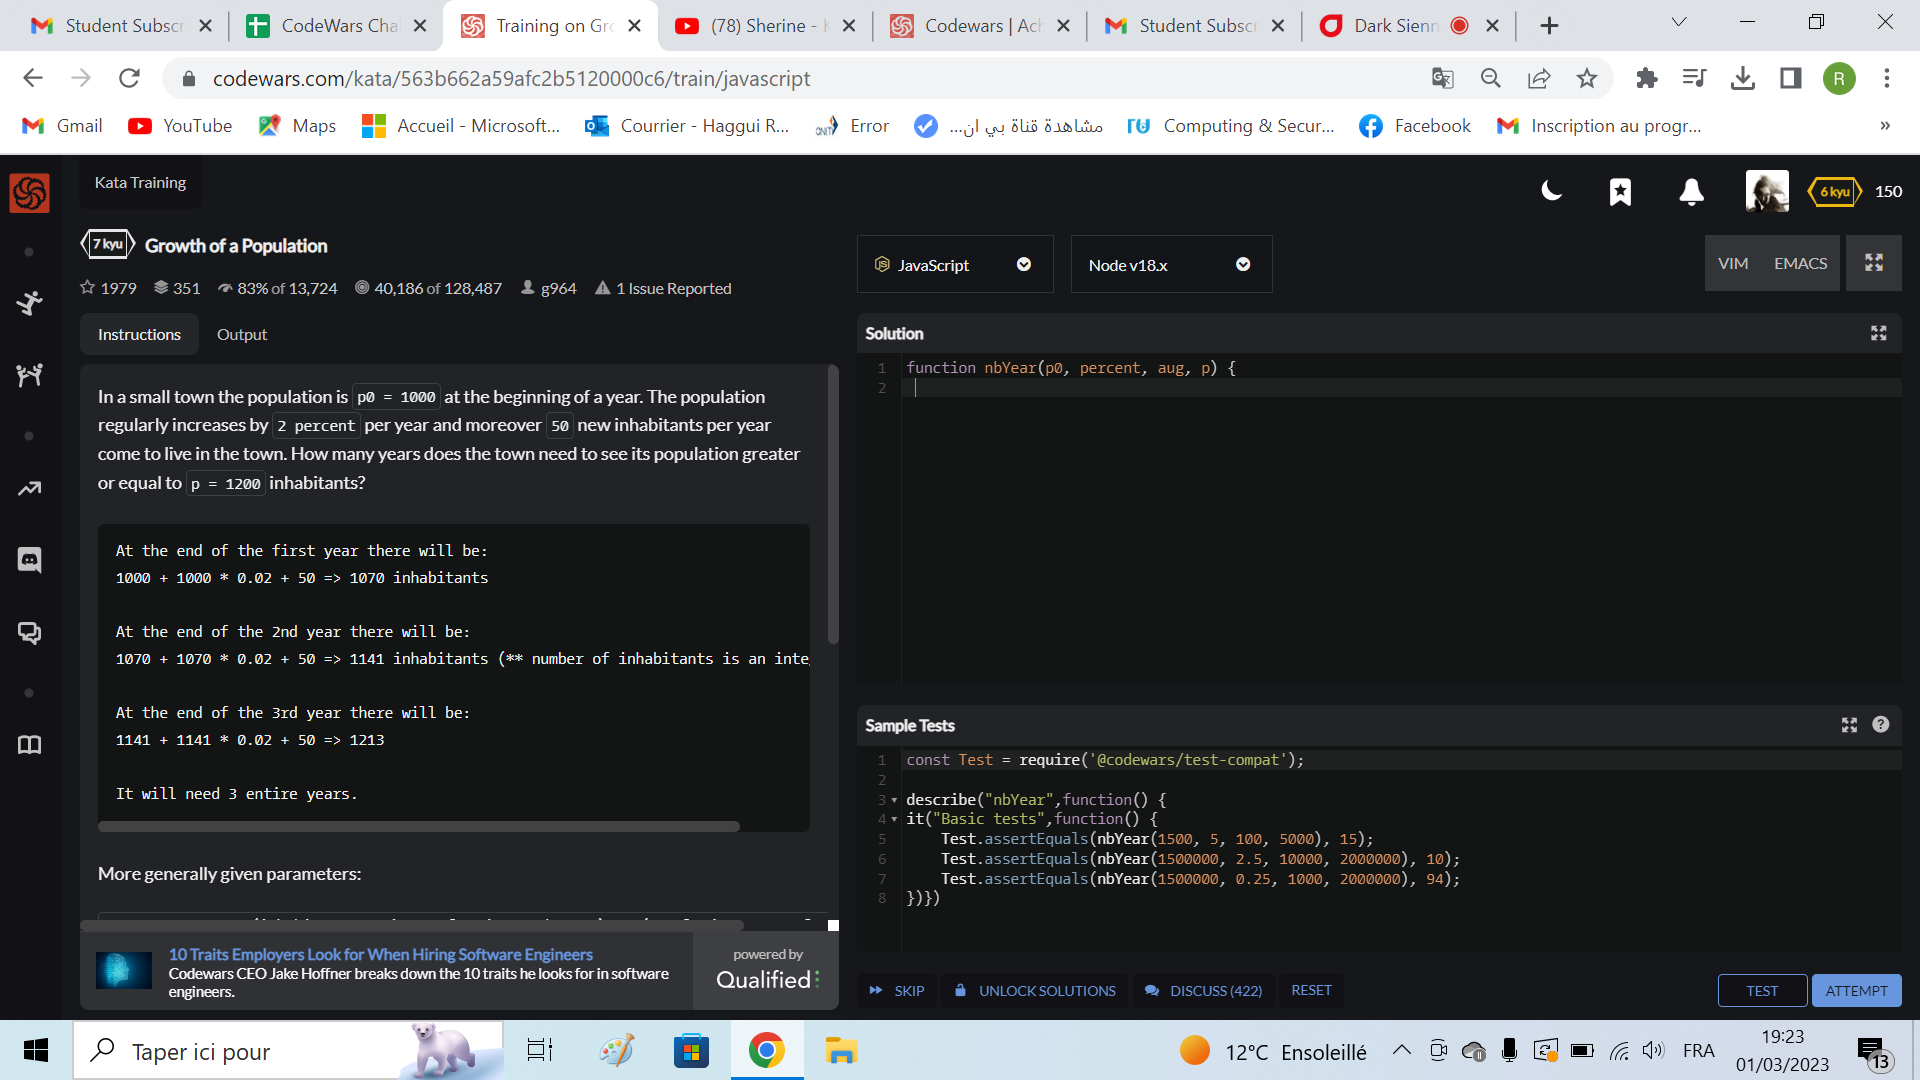 Student Subscr
CodeWars Chal
Training on Gro
(78) Sherine -
Codewars | Ach
Student Subscr
Dark Sienn
codewars.com/kata/563b662a59afc2b5120000c6/train/javascript
R
Gmail
YouTube
Maps
Accueil - Microsoft...
Courrier - Haggui R...
Error
مشاهدة قناة بي ان...
Computing & Secur...
Facebook
Inscription au progr...
»
Kata Training
6 kyu
150
7 kyu
Growth of a Population
1979
351
83% of 13,724
40,186 of 128,487
g964
1 Issue Reported
JavaScript
Node v18.x
VIM
EMACS
Instructions
Output
In a small town the population is p0 = 1000 at the beginning of a year. The population
regularly increases by 2 percent per year and moreover 50 new inhabitants per year
come to live in the town. How many years does the town need to see its population greater
or equal to p = 1200 inhabitants?
At the end of the first year there will be:
1000 + 1000 * 0.02 + 50 => 1070 inhabitants
At the end of the 2nd year there will be:
1070 + 1070 * 0.02 + 50 => 1141 inhabitants (** number of inhabitants is an inte
At the end of the 3rd year there will be:
1141 + 1141 * 0.02 + 50 => 1213
It will need 3 entire years.
More generally given parameters:
10 Traits Employers Look for When Hiring Software Engineers
Codewars CEO Jake Hoffner breaks down the 10 traits he looks for in software
engineers.
powered by
Qualified
Solution
1 function nbYear(p0, percent, aug, p) {
2
Sample Tests
1 const Test = require('@codewars/test-compat');
2
3 describe("nbYear",function() {
4 it("Basic tests",function() {
5 Test.assertEquals(nbYear(1500, 5, 100, 5000), 15);
6 Test.assertEquals(nbYear(1500000, 2.5, 10000, 2000000), 10);
7 Test.assertEquals(nbYear(1500000, 0.25, 1000, 2000000), 94);
8 })})
SKIP
UNLOCK SOLUTIONS
DISCUSS (422)
RESET
TEST
ATTEMPT
Taper ici pour
12°C Ensoleillé
FRA
19:23
01/03/2023
13